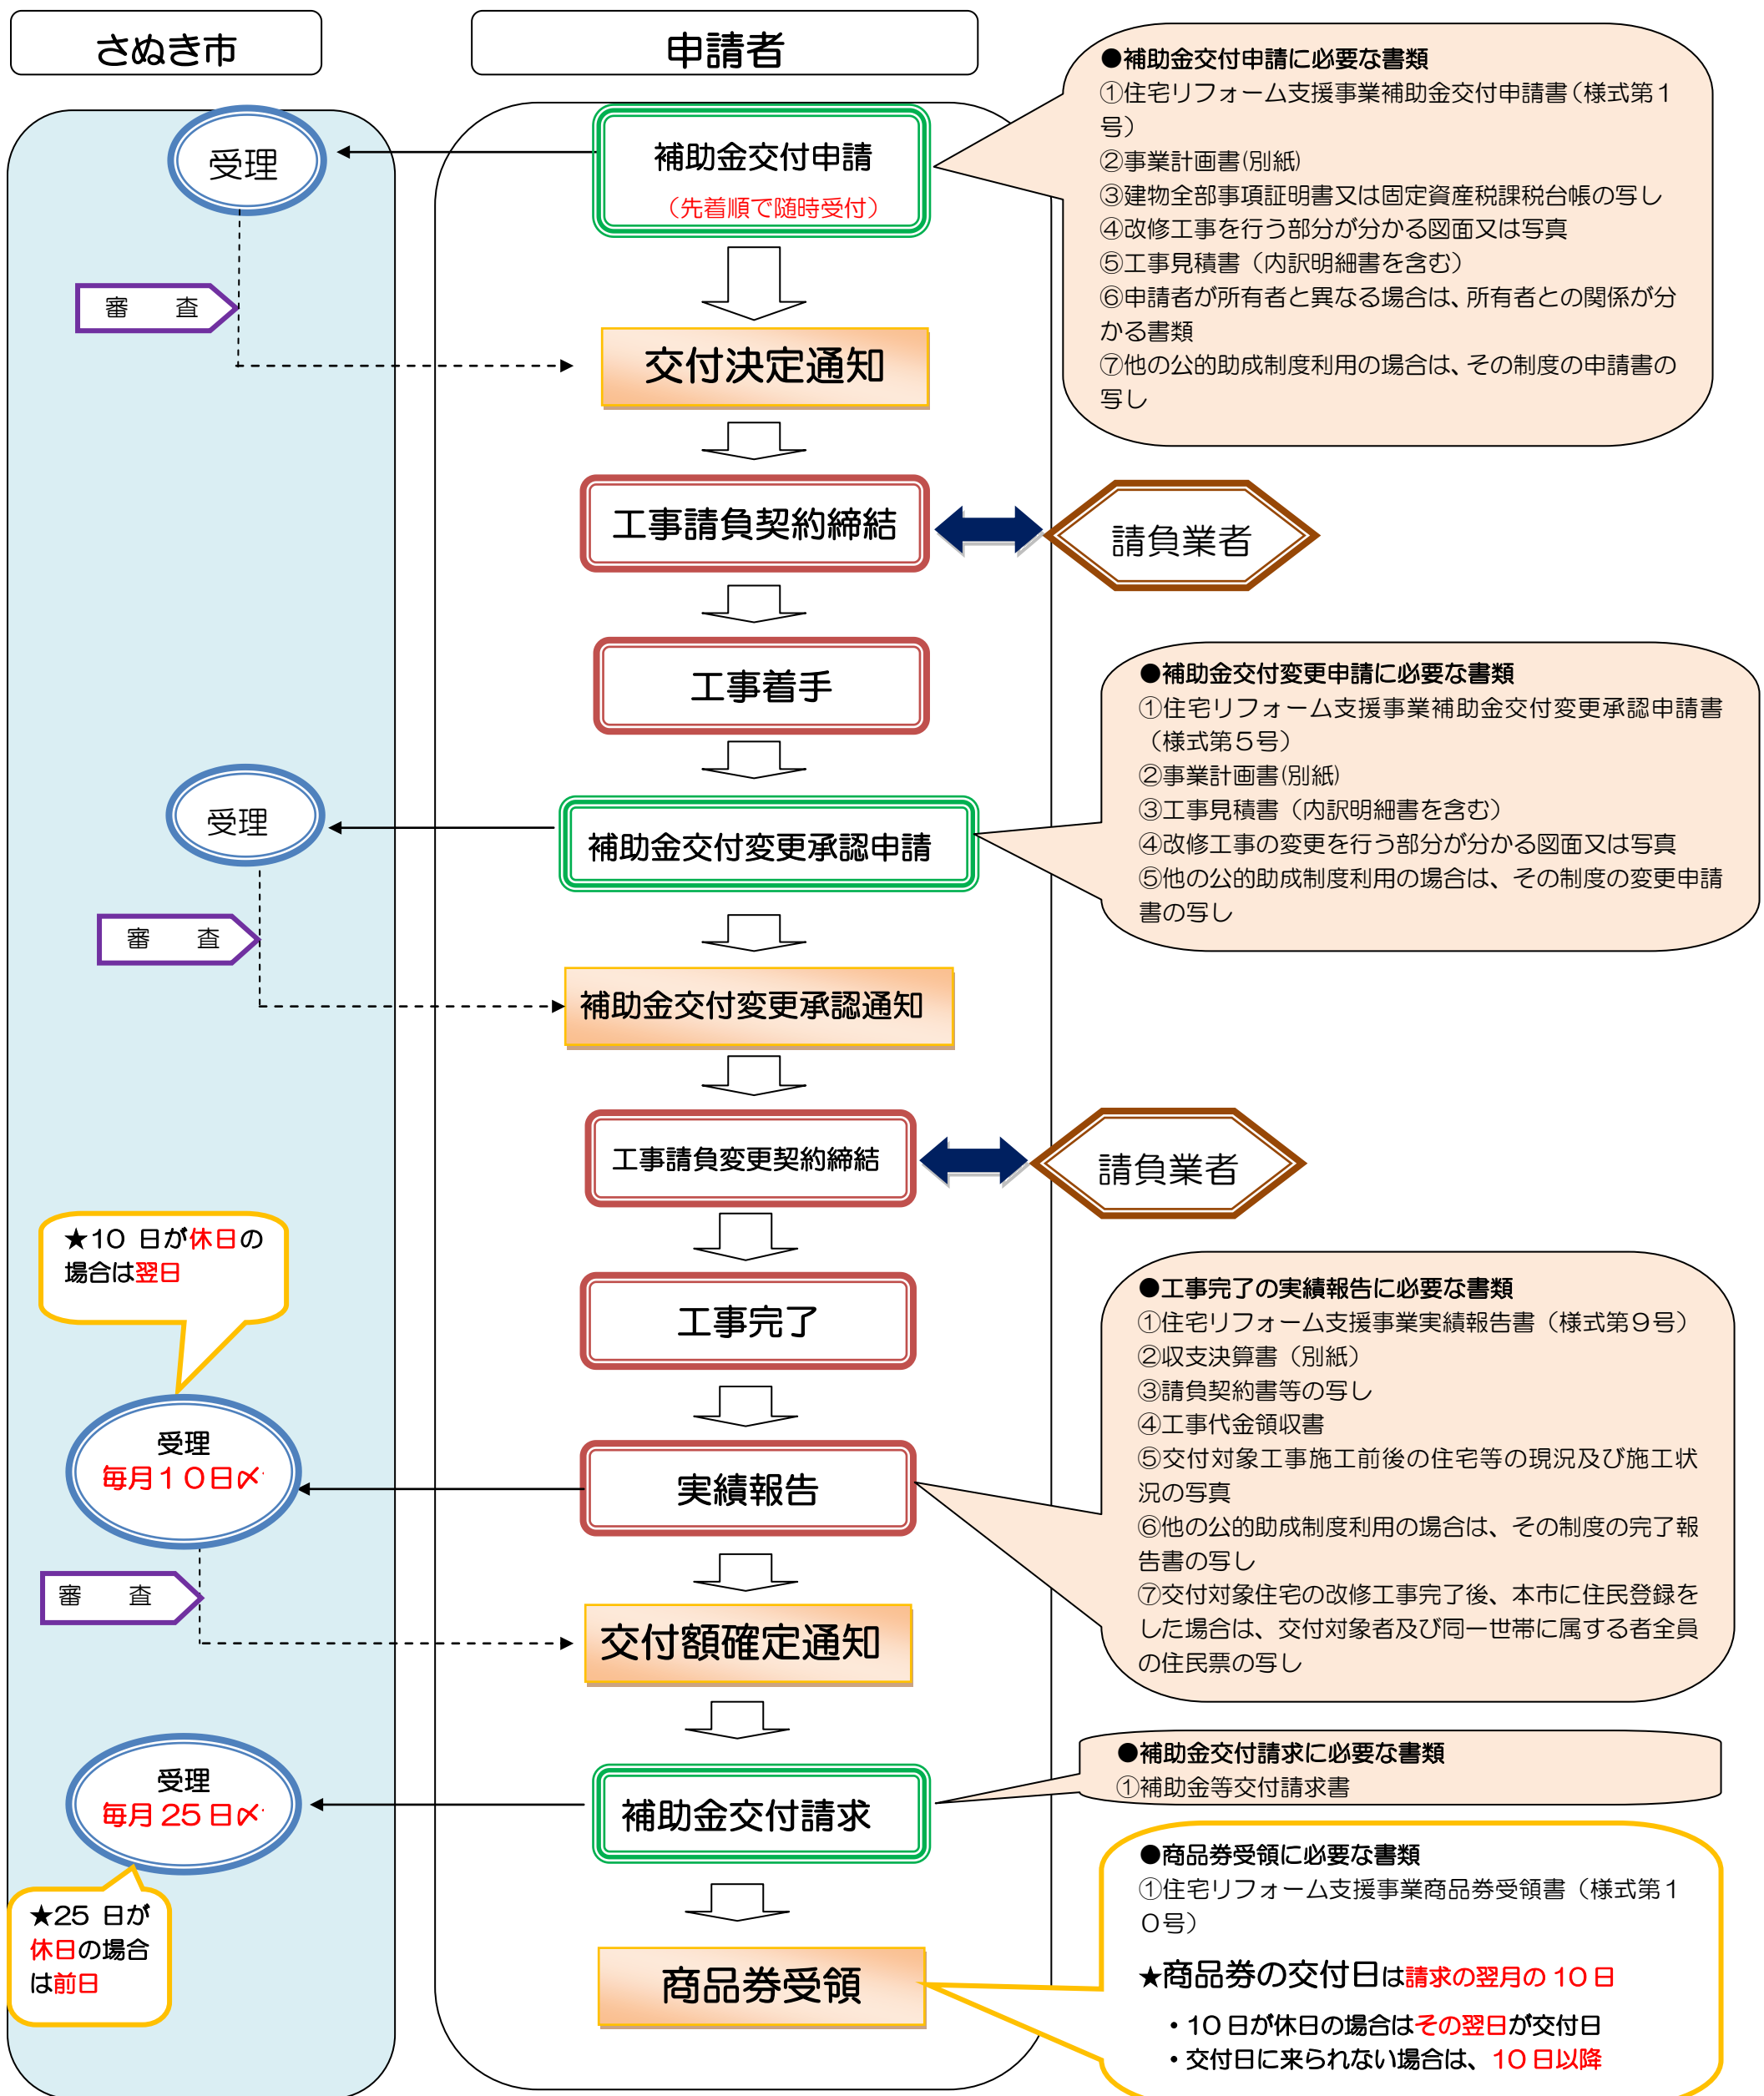 さぬき市
申請者
受理
補助金交付申請
（先着順で随時受付）
●補助金交付申請に必要な書類
①住宅リフォーム支援事業補助金交付申請書（様式第１
号）
②事業計画書(別紙)
③建物全部事項証明書又は固定資産税課税台帳の写し
④改修工事を行う部分が分かる図面又は写真
⑤工事見積書（内訳明細書を含む）
⑥申請者が所有者と異なる場合は、所有者との関係が分
かる書類
⑦他の公的助成制度利用の場合は、その制度の申請書の
写し
審　査
交付決定通知
工事請負契約締結
請負業者
工事着手
●補助金交付変更申請に必要な書類
①住宅リフォーム支援事業補助金交付変更承認申請書
（様式第５号）
②事業計画書(別紙)
③工事見積書（内訳明細書を含む）
④改修工事の変更を行う部分が分かる図面又は写真
⑤他の公的助成制度利用の場合は、その制度の変更申請
書の写し
受理
補助金交付変更承認申請
審　査
補助金交付変更承認通知
工事請負変更契約締結
請負業者
★10 日が休日の
場合は翌日
工事完了
●工事完了の実績報告に必要な書類
①住宅リフォーム支援事業実績報告書（様式第９号）
②収支決算書（別紙）
③請負契約書等の写し
④工事代金領収書
⑤交付対象工事施工前後の住宅等の現況及び施工状
況の写真
⑥他の公的助成制度利用の場合は、その制度の完了報
告書の写し
⑦交付対象住宅の改修工事完了後、本市に住民登録を
した場合は、交付対象者及び同一世帯に属する者全員
の住民票の写し
受理
毎月１０日〆
実績報告
審　査
交付額確定通知
●補助金交付請求に必要な書類
①補助金等交付請求書
受理
毎月 25 日〆
補助金交付請求
★25 日が
休日の場合
は前日
商品券受領
●商品券受領に必要な書類
①住宅リフォーム支援事業商品券受領書（様式第１
０号）
★商品券の交付日は請求の翌月の 10 日
・10 日が休日の場合はその翌日が交付日
・交付日に来られない場合は、10 日以降